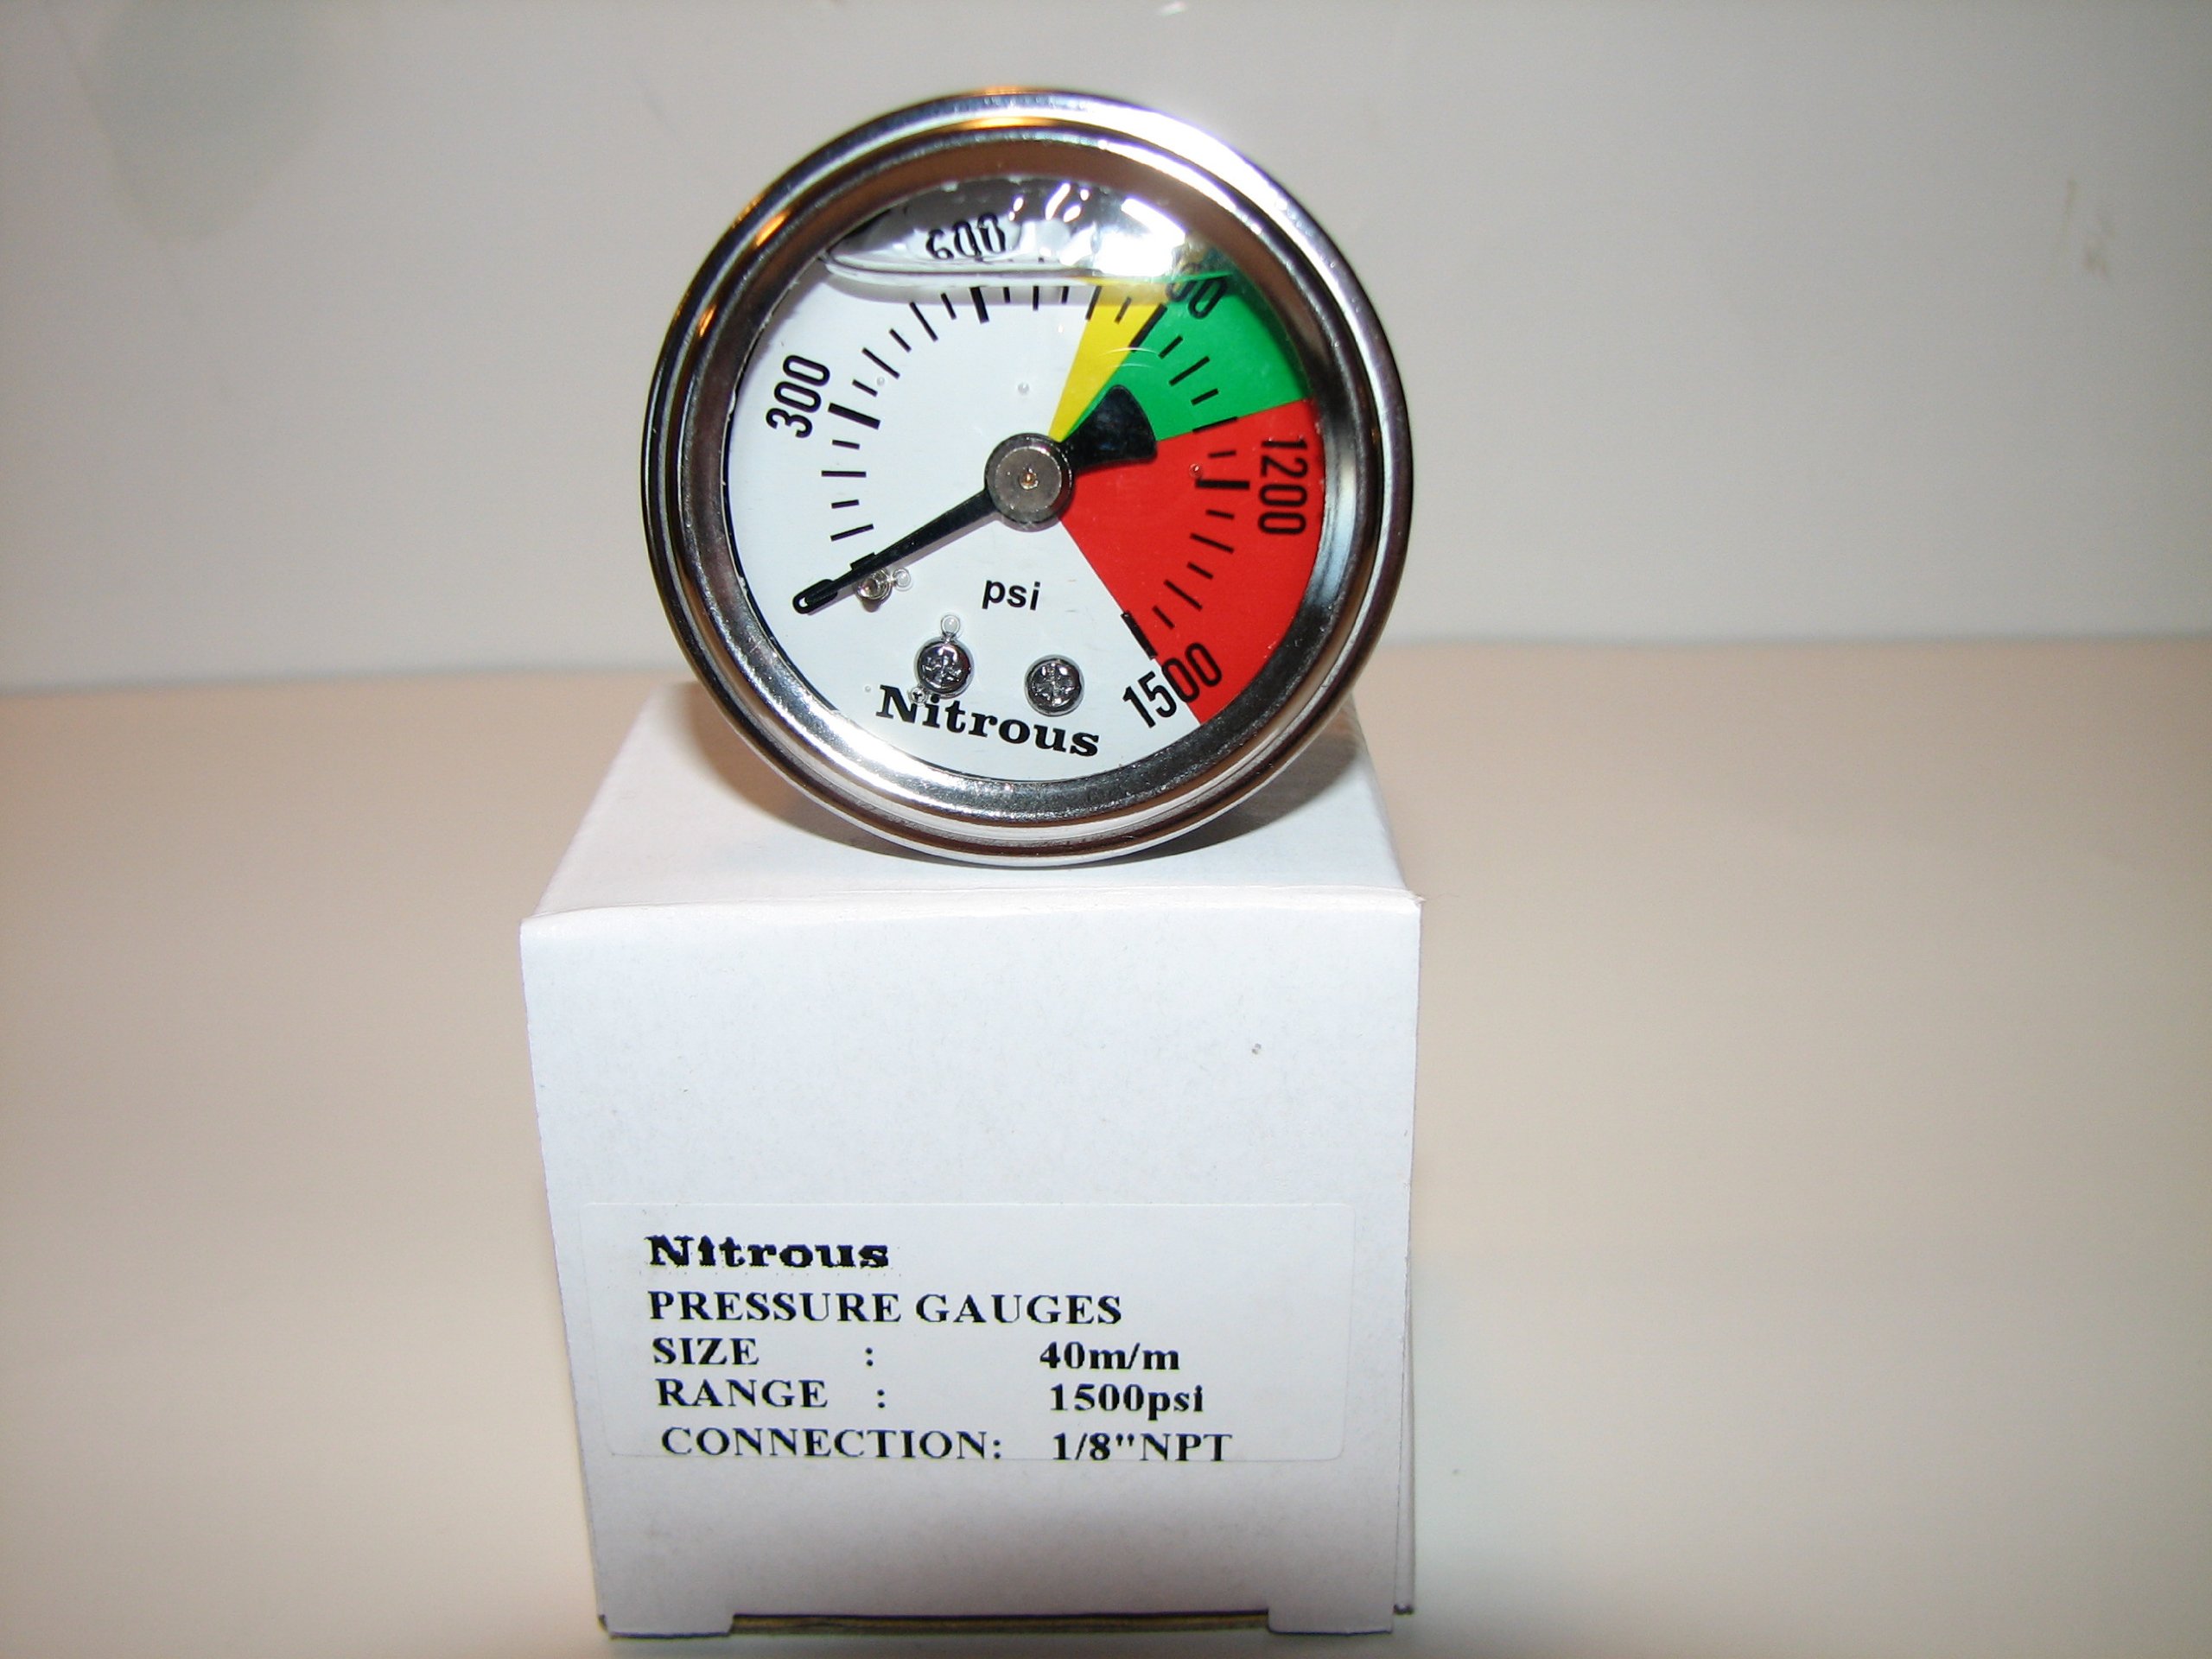 600
300
1200
psi
1500
Nitrous
Nitrous
PRESSURE GAUGES
SIZE : 40m/m
RANGE : 1500psi
CONNECTION: 1/8"NPT